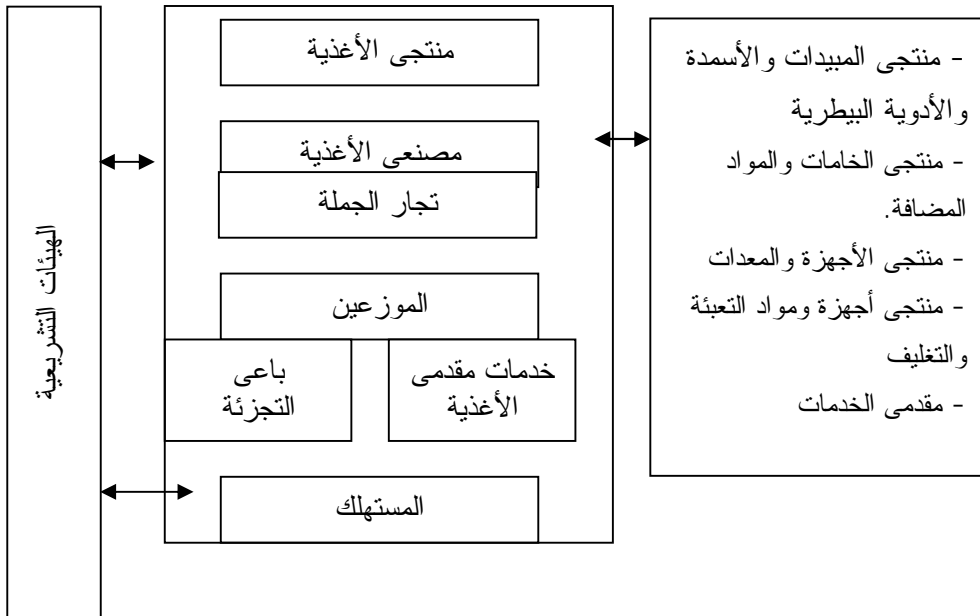 - منتجى المبيدات والأسمدة
والأدوية البيطرية
- منتجى الخامات والمواد
المضافة.
- منتجى الأجهزة والمعدات
- منتجى أجهزة ومواد التعبئة
والتغليف
- مقدمى الخدمات
منتجى الأغذية
مصنعى الأغذية
تجار الجملة
الموزعين
خدمات مقدمى
الأغذية
باعى
التجزئة
المستهلك
الهيئات التشريعية